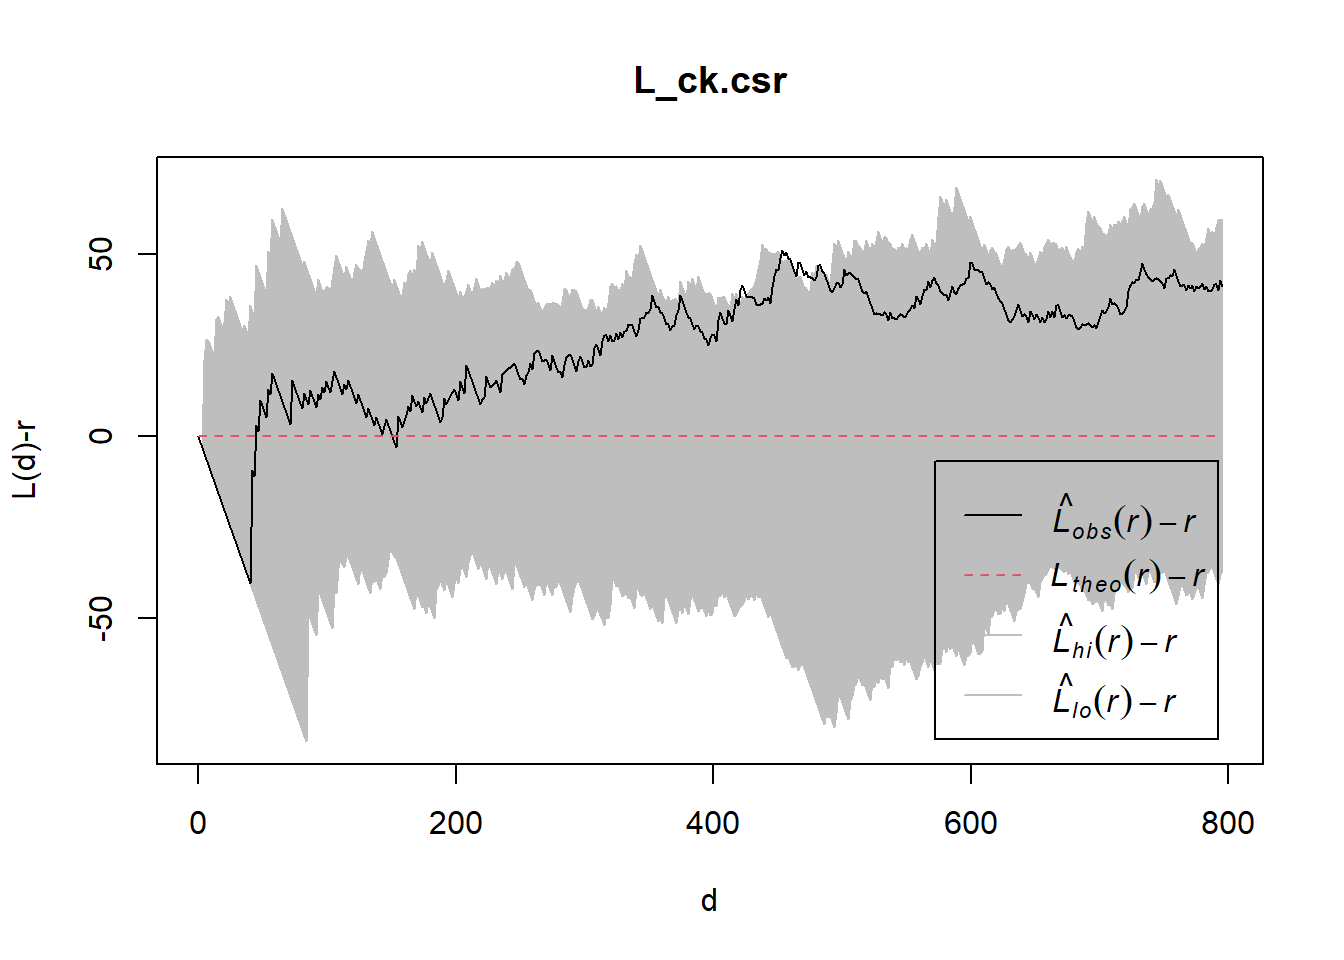 L_ck.csr
L(d)-r
50
0
-50
0 200 400 600 800
d
L̂obs(r) − r
Ltheo(r) − r
L̂hi(r) − r
L̂lo(r) − r